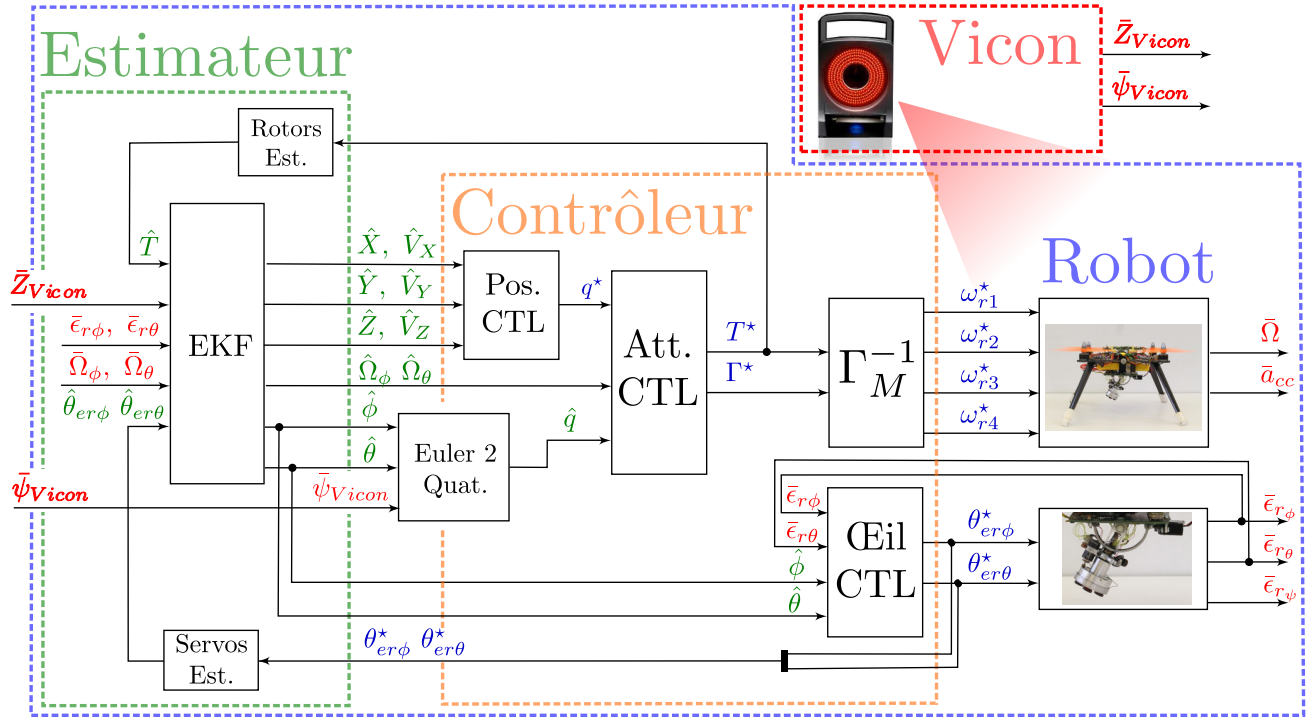 Estimateur
Vicon
Z̄_Vicon
ψ̄_Vicon
Rotors
Est.
Contrôleur
Robot
T̂
X̂, V̂_X
Ŷ, V̂_Y
Ẑ, V̂_Z
Ω̂_ϕ Ω̂_θ
ϕ̂
θ̂
Z̄_Vicon
ϵ̄_rϕ, ϵ̄_rθ
Ω̄_ϕ, Ω̄_θ
θ̂_erϕ θ̂_erθ
ψ̄_Vicon
EKF
Pos.
CTL
q⋆
Att.
CTL
T⋆
Γ⋆
Γ_M^−1
ω⋆_r1
ω⋆_r2
ω⋆_r3
ω⋆_r4
Ω̄
ā_cc
Euler 2
Quat.
q̂
ψ̄_Vicon
ϵ̄_rϕ
ϵ̄_rθ
ϕ̂
θ̂
Œil
CTL
θ⋆_erϕ
θ⋆_erθ
ϵ̄_rϕ
ϵ̄_rθ
ϵ̄_rψ
Servos
Est.
θ⋆_erϕ θ⋆_erθ